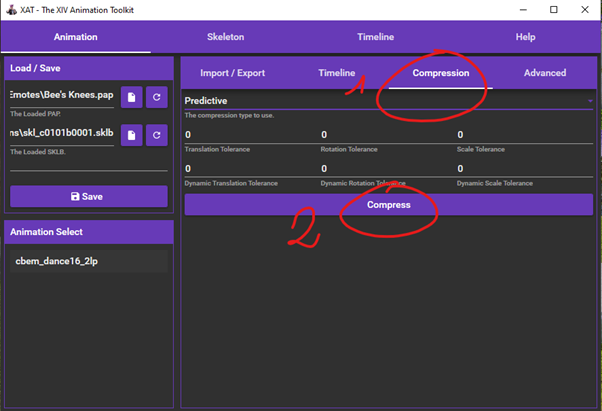 XAT - The XIV Animation Toolkit
Animation Skeleton Timeline Help
Load / Save
Emotes\Bee's Knees.pap
The Loaded PAP.
ns\skl_c0101b0001.sklb
The Loaded SKLB.
Save
Animation Select
cbem_dance16_2lp
Import / Export Timeline Compression Advanced
1
Predictive
The compression type to use.
0 0 0
Translation Tolerance Rotation Tolerance Scale Tolerance
0 0 0
Dynamic Translation Tolerance Dynamic Rotation Tolerance Dynamic Scale Tolerance
Compress
2